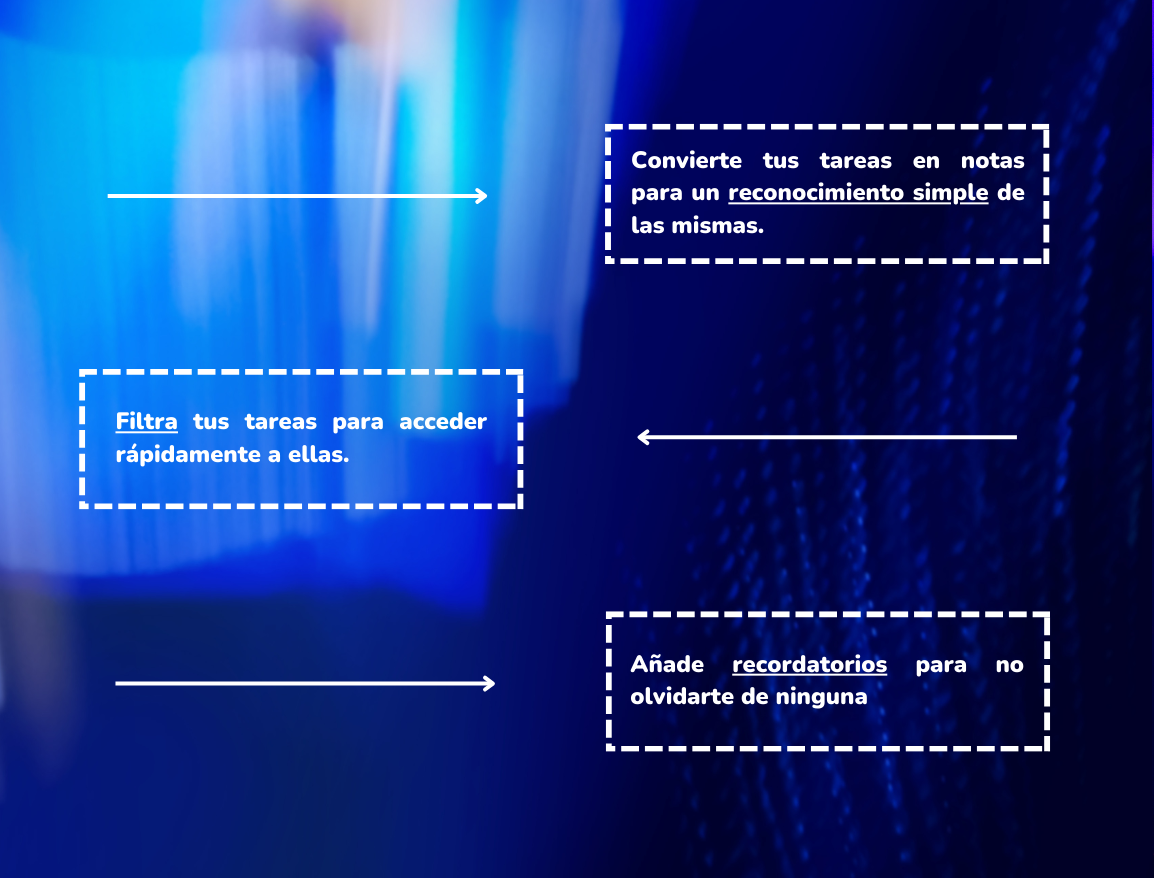 Convierte tus tareas en notas
para un reconocimiento simple de
las mismas.
Filtra tus tareas para acceder
rápidamente a ellas.
Añade recordatorios para no
olvidarte de ninguna